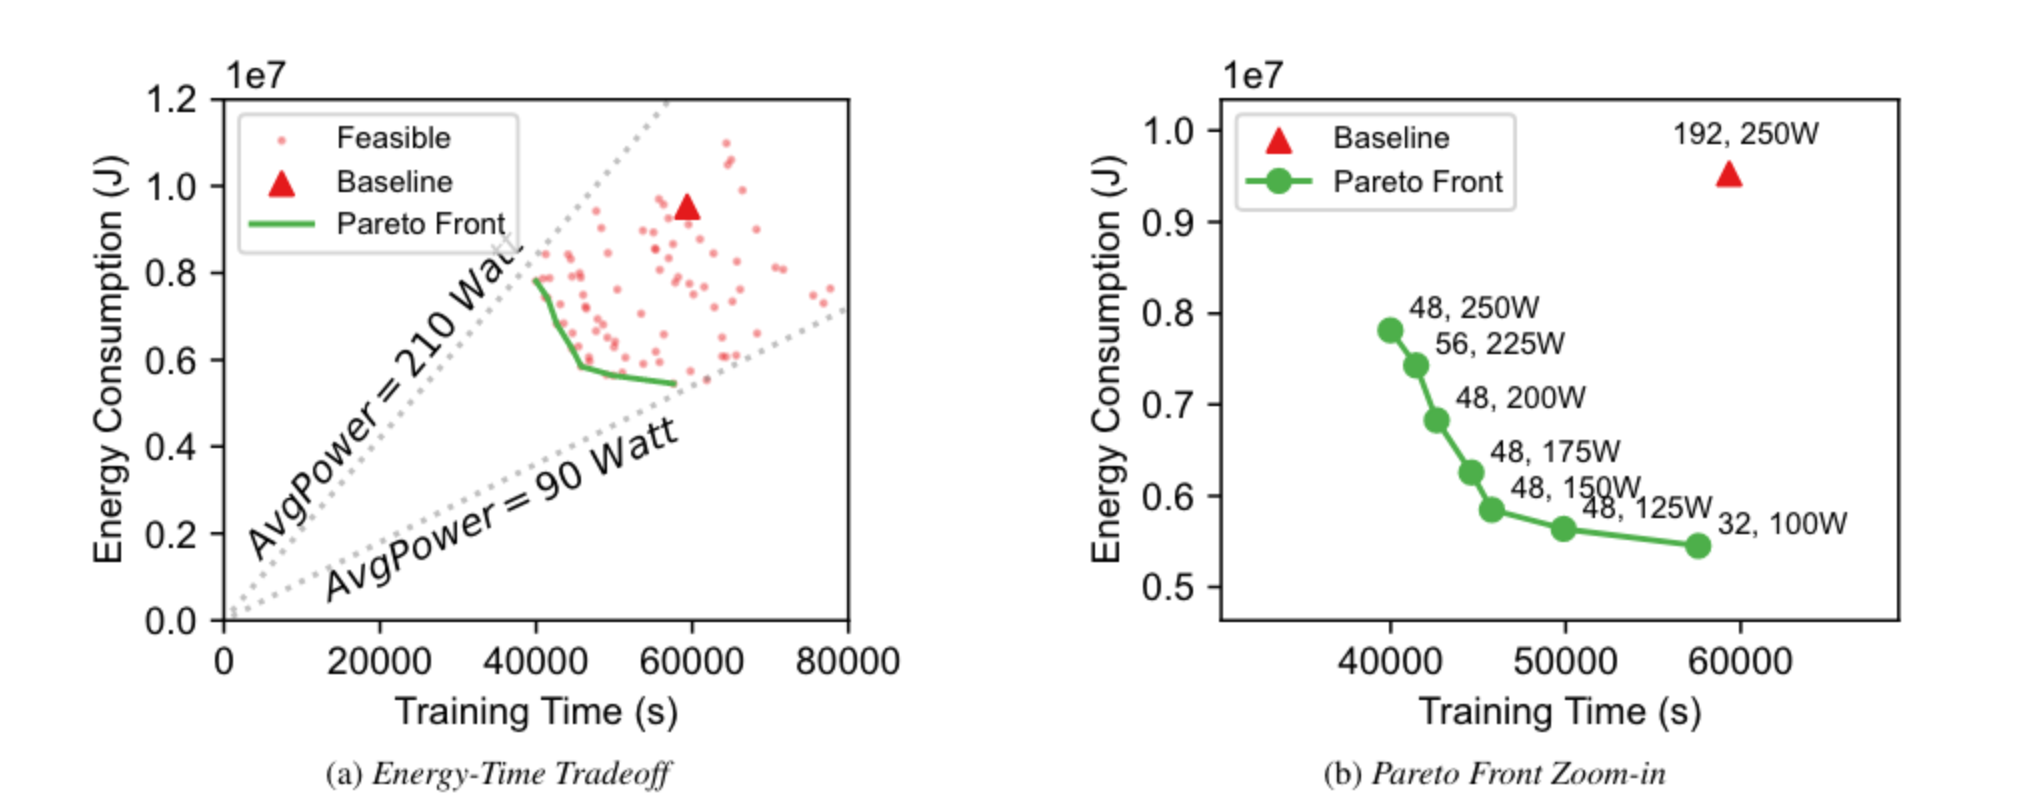 1e7
1.2
1.0
0.8
0.6
0.4
0.2
0.0
Energy Consumption (J)
Feasible
Baseline
Pareto Front
AvgPower = 210 Watt
AvgPower = 90 Watt
0 20000 40000 60000 80000
Training Time (s)
(a) Energy-Time Tradeoff
1e7
1.0
0.9
0.8
0.7
0.6
0.5
Energy Consumption (J)
Baseline
Pareto Front
192, 250W
48, 250W
56, 225W
48, 200W
48, 175W
48, 150W
48, 125W
32, 100W
40000 50000 60000
Training Time (s)
(b) Pareto Front Zoom-in